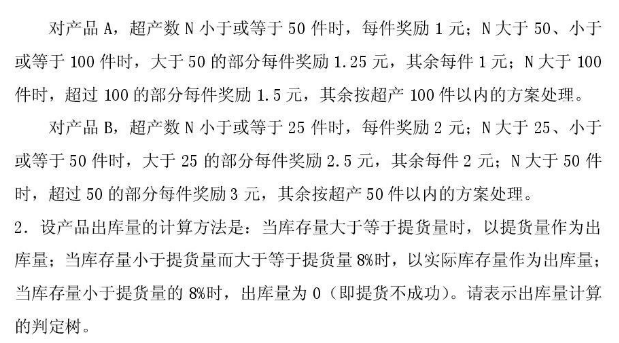 对产品 A，超产数 N 小于或等于 50 件时，每件奖励 1 元；N 大于 50、小于
或等于 100 件时，大于 50 的部分每件奖励 1.25 元，其余每件 1 元；N 大于 100
件时，超过 100 的部分每件奖励 1.5 元，其余按超产 100 件以内的方案处理。
对产品 B，超产数 N 小于或等于 25 件时，每件奖励 2 元；N 大于 25、小于
或等于 50 件时，大于 25 的部分每件奖励 2.5 元，其余每件 2 元；N 大于 50 件
时，超过 50 的部分每件奖励 3 元，其余按超产 50 件以内的方案处理。
2．设产品出库量的计算方法是：当库存量大于等于提货量时，以提货量作为出
库量；当库存量小于提货量而大于等于提货量 8%时，以实际库存量作为出库量；
当库存量小于提货量的 8%时，出库量为 0（即提货不成功）。请表示出库量计算
的判定树。